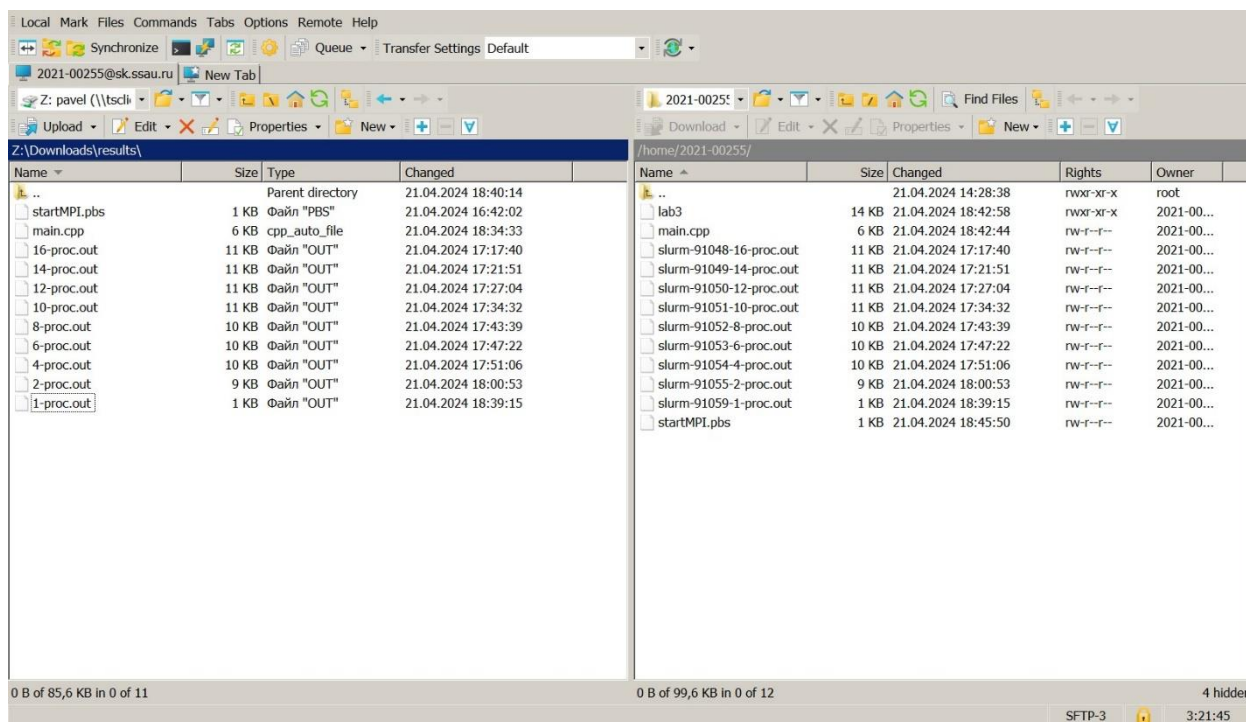 Local Mark Files Commands Tabs Options Remote Help
Synchronize Queue Transfer Settings Default
2021-00255@sk.ssau.ru New Tab
Z: pavel (\\tscli 2021-0025 Find Files
Upload Edit Properties New Download Edit Properties New
Z:\Downloads\results\ /home/2021-00255/
Name Size Type Changed Name Size Changed Rights Owner
.. Parent directory 21.04.2024 18:40:14 .. 21.04.2024 14:28:38 rwxr-xr-x root
startMPI.pbs 1 KB Файл "PBS" 21.04.2024 16:42:02 lab3 14 KB 21.04.2024 18:42:58 rwxr-xr-x 2021-00...
main.cpp 6 KB cpp_auto_file 21.04.2024 18:34:33 main.cpp 6 KB 21.04.2024 18:42:44 rw-r--r-- 2021-00...
16-proc.out 11 KB Файл "OUT" 21.04.2024 17:17:40 slurm-91048-16-proc.out 11 KB 21.04.2024 17:17:40 rw-r--r-- 2021-00...
14-proc.out 11 KB Файл "OUT" 21.04.2024 17:21:51 slurm-91049-14-proc.out 11 KB 21.04.2024 17:21:51 rw-r--r-- 2021-00...
12-proc.out 11 KB Файл "OUT" 21.04.2024 17:27:04 slurm-91050-12-proc.out 11 KB 21.04.2024 17:27:04 rw-r--r-- 2021-00...
10-proc.out 11 KB Файл "OUT" 21.04.2024 17:34:32 slurm-91051-10-proc.out 11 KB 21.04.2024 17:34:32 rw-r--r-- 2021-00...
8-proc.out 10 KB Файл "OUT" 21.04.2024 17:43:39 slurm-91052-8-proc.out 10 KB 21.04.2024 17:43:39 rw-r--r-- 2021-00...
6-proc.out 10 KB Файл "OUT" 21.04.2024 17:47:22 slurm-91053-6-proc.out 10 KB 21.04.2024 17:47:22 rw-r--r-- 2021-00...
4-proc.out 10 KB Файл "OUT" 21.04.2024 17:51:06 slurm-91054-4-proc.out 10 KB 21.04.2024 17:51:06 rw-r--r-- 2021-00...
2-proc.out 9 KB Файл "OUT" 21.04.2024 18:00:53 slurm-91055-2-proc.out 9 KB 21.04.2024 18:00:53 rw-r--r-- 2021-00...
1-proc.out 1 KB Файл "OUT" 21.04.2024 18:39:15 slurm-91059-1-proc.out 1 KB 21.04.2024 18:39:15 rw-r--r-- 2021-00...
startMPI.pbs 1 KB 21.04.2024 18:45:50 rw-r--r-- 2021-00...
0 B of 85,6 KB in 0 of 11 0 B of 99,6 KB in 0 of 12 4 hidden
SFTP-3 3:21:45